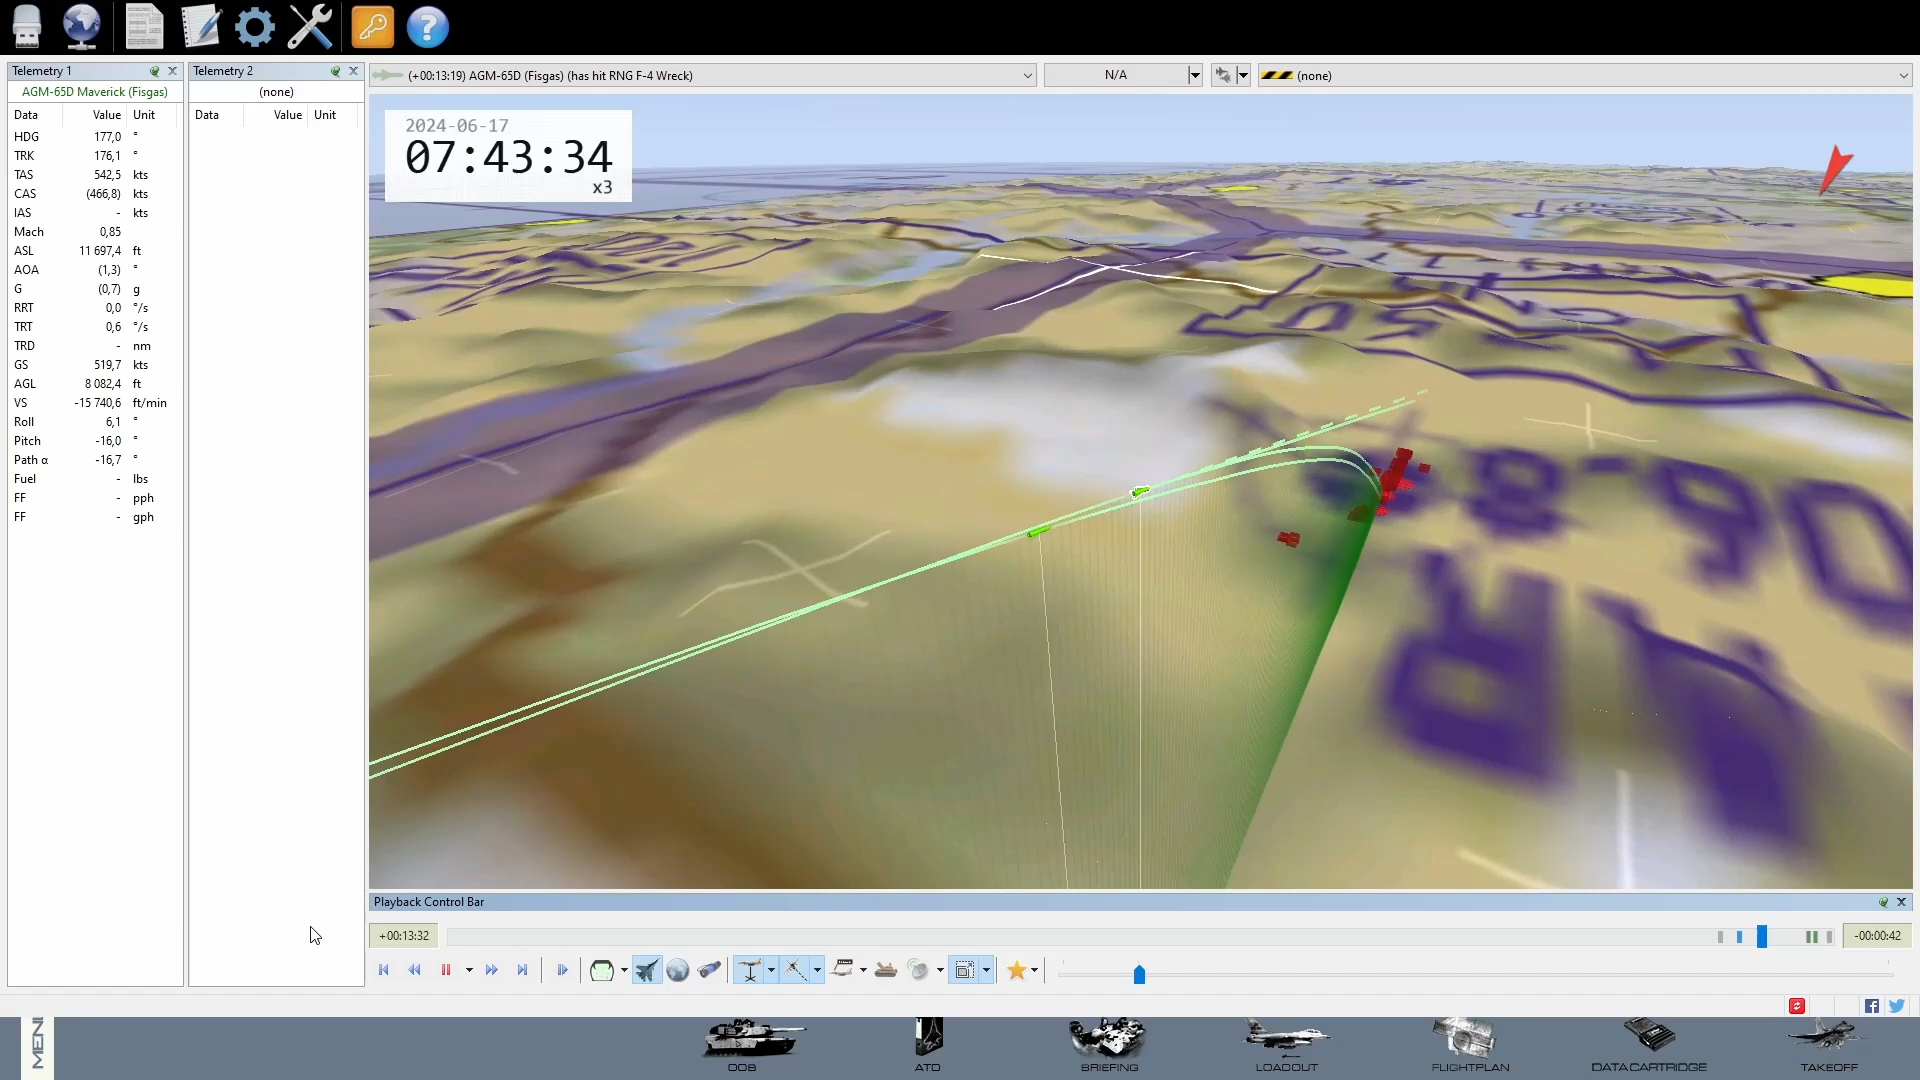 Telemetry 1
AGM-65D Maverick (Fisgas)
Data Value Unit
HDG 177,0 °
TRK 176,1 °
TAS 542,5 kts
CAS (466,8) kts
IAS - kts
Mach 0,85
ASL 11 697,4 ft
AOA (1,3) °
G (0,7) g
RRT 0,0 °/s
TRT 0,6 °/s
TRD - nm
GS 519,7 kts
AGL 8 082,4 ft
VS -15 740,6 ft/min
Roll 6,1 °
Pitch -16,0 °
Path α -16,7 °
Fuel - lbs
FF - pph
FF - gph
Telemetry 2
(none)
Data Value Unit
(+00:13:19) AGM-65D (Fisgas) (has hit RNG F-4 Wreck)
N/A
(none)
2024-06-17
07:43:34
x3
Playback Control Bar
+00:13:32
-00:00:42
MENU
OOB
ATO
BRIEFING
LOADOUT
FLIGHTPLAN
DATA CARTRIDGE
TAKEOFF